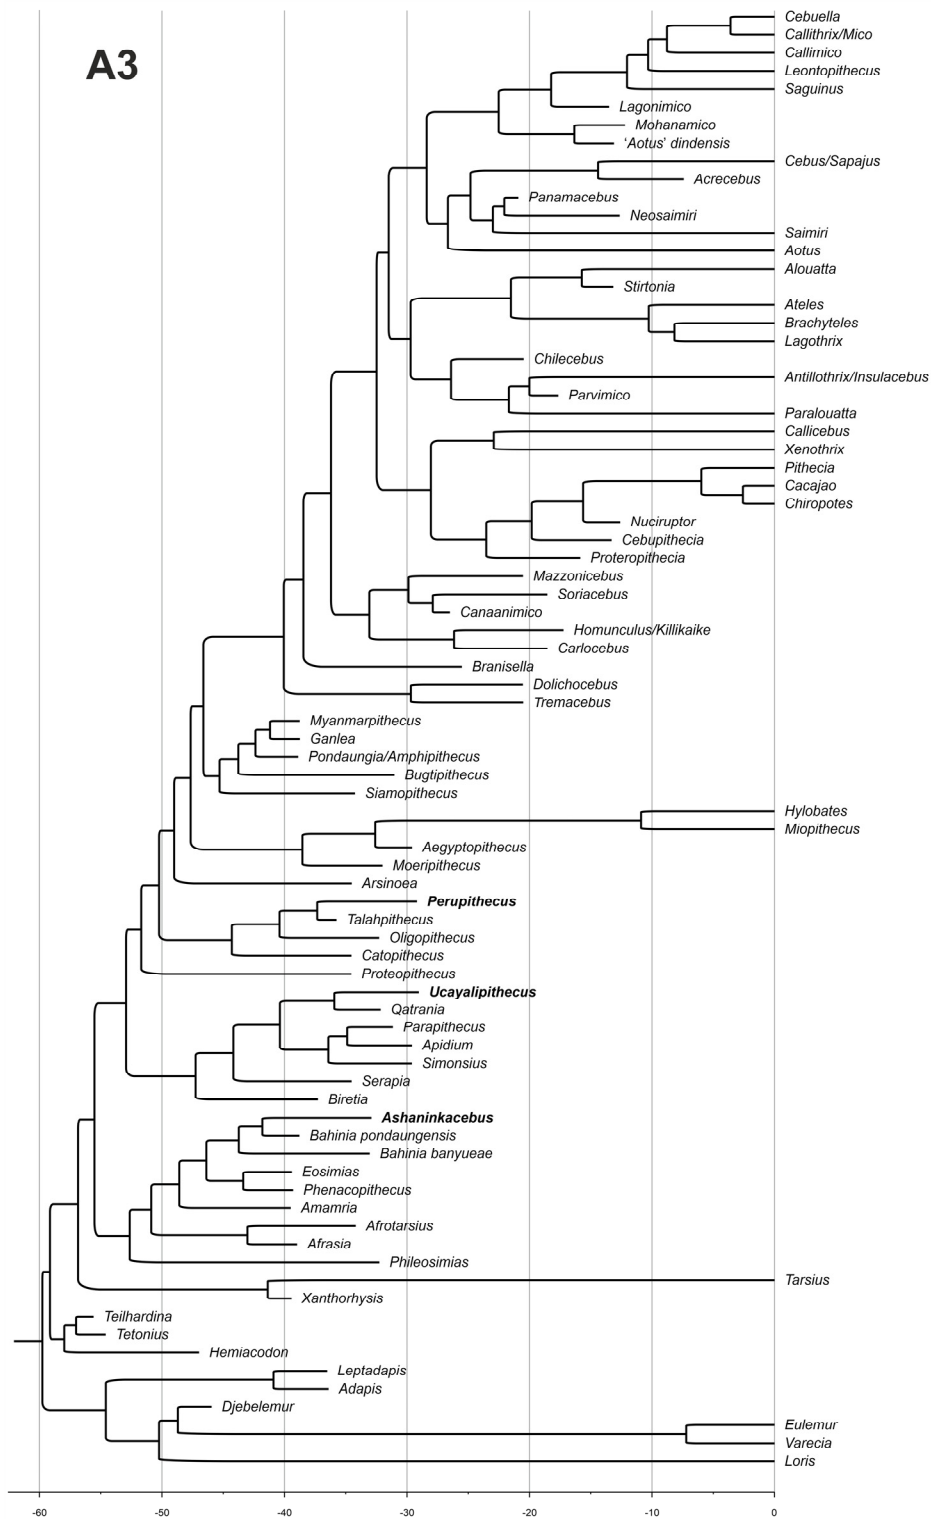 A3
Cebuella
Callithrix/Mico
Callimico
Leontopithecus
Saguinus
Lagonimico
Mohanamico
‘Aotus’ dindensis
Cebus/Sapajus
Acrecebus
Panamacebus
Neosaimiri
Saimiri
Aotus
Alouatta
Stirtonia
Ateles
Brachyteles
Lagothrix
Chilecebus
Antillothrix/Insulacebus
Parvimico
Paralouatta
Callicebus
Xenothrix
Pithecia
Cacajao
Chiropotes
Nuciruptor
Cebupithecia
Proteropithecia
Mazzonicebus
Soriacebus
Canaanimico
Homunculus/Killikaike
Carlocebus
Branisella
Dolichocebus
Tremacebus
Myanmarpithecus
Ganlea
Pondaungia/Amphipithecus
Bugtipithecus
Siamopithecus
Hylobates
Miopithecus
Aegyptopithecus
Moeripithecus
Arsinoea
Perupithecus
Talahpithecus
Oligopithecus
Catopithecus
Proteopithecus
Ucayalipithecus
Qatrania
Parapithecus
Apidium
Simonsius
Serapia
Biretia
Ashaninkacebus
Bahinia pondaungensis
Bahinia banyueae
Eosimias
Phenacopithecus
Amamria
Afrotarsius
Afrasia
Phileosimias
Tarsius
Xanthorhysis
Teilhardina
Tetonius
Hemiacodon
Leptadapis
Adapis
Djebelemur
Eulemur
Varecia
Loris
-60 -50 -40 -30 -20 -10 0